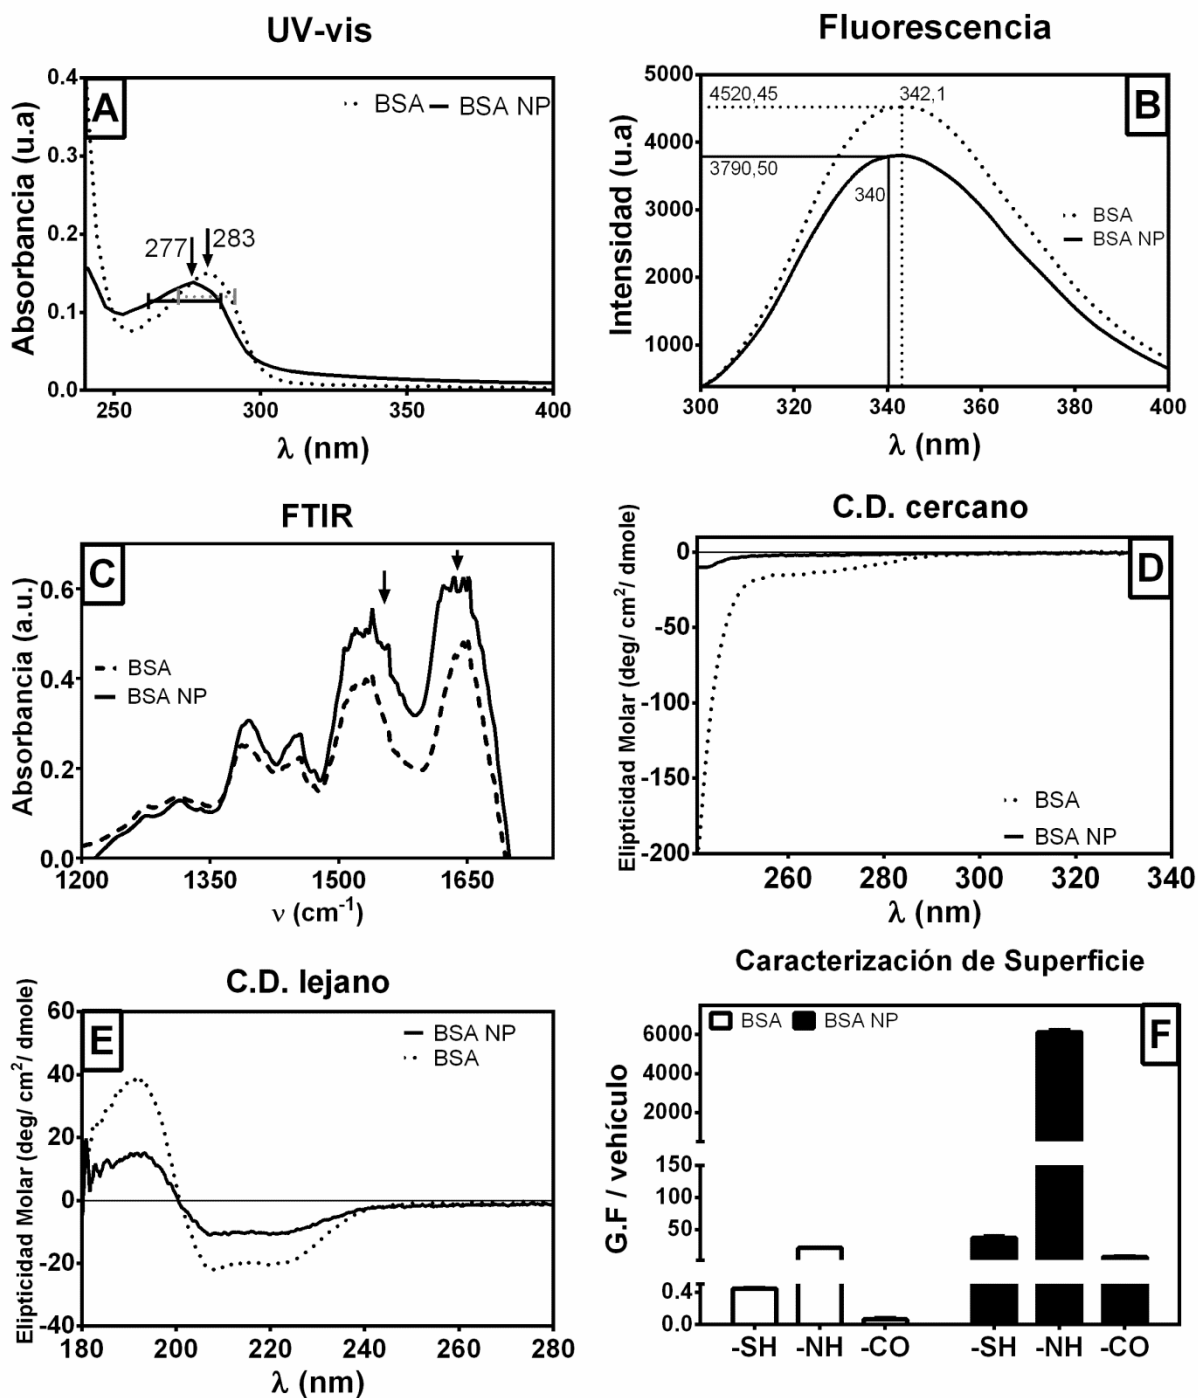 UV-vis
A
BSA
BSA NP
277
283
Absorbancia (u.a)
0.4
0.3
0.2
0.1
0.0
250
300
350
400
λ (nm)
Fluorescencia
B
4520,45
342,1
3790,50
340
BSA
BSA NP
Intensidad (u.a)
5000
4000
3000
2000
1000
300
320
340
360
380
400
λ (nm)
FTIR
C
BSA
BSA NP
Absorbancia (a.u.)
0.6
0.4
0.2
0.0
1200
1350
1500
1650
ν (cm⁻¹)
C.D. cercano
D
BSA
BSA NP
Elipticidad Molar (deg/ cm²/ dmole)
0
-50
-100
-150
-200
260
280
300
320
340
λ (nm)
C.D. lejano
E
BSA NP
BSA
Elipticidad Molar (deg/ cm²/ dmole)
60
40
20
0
-20
-40
180
200
220
240
260
280
λ (nm)
Caracterización de Superficie
F
BSA
BSA NP
G.F / vehículo
6000
4000
2000
150
100
50
0.4
0.0
-SH
-NH
-CO
-SH
-NH
-CO